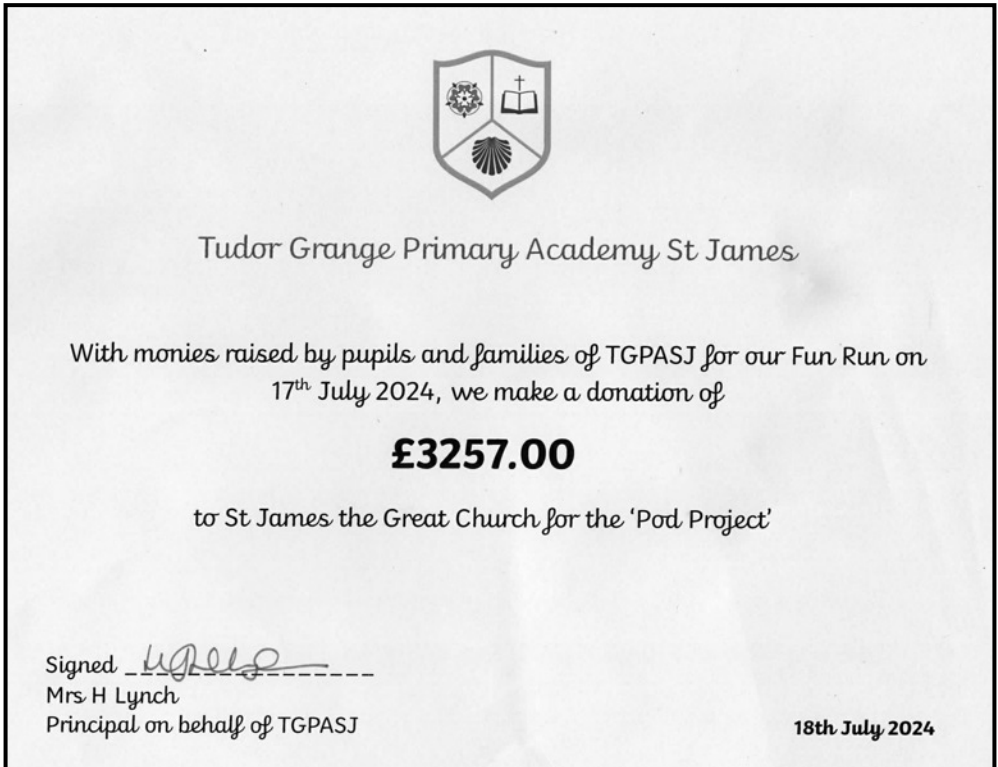 Tudor Grange Primary Academy St James
With monies raised by pupils and families of TGPASJ for our Fun Run on
17th July 2024, we make a donation of
£3257.00
to St James the Great Church for the ‘Pod Project’
Signed
Mrs H Lynch
Principal on behalf of TGPASJ
18th July 2024